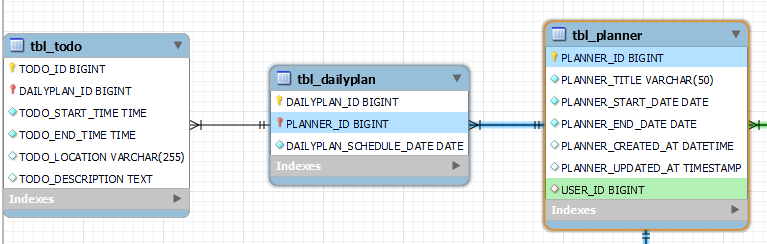 tbl_todo
TODO_ID BIGINT
DAILYPLAN_ID BIGINT
TODO_START_TIME TIME
TODO_END_TIME TIME
TODO_LOCATION VARCHAR(255)
TODO_DESCRIPTION TEXT
Indexes
tbl_dailyplan
DAILYPLAN_ID BIGINT
PLANNER_ID BIGINT
DAILYPLAN_SCHEDULE_DATE DATE
Indexes
tbl_planner
PLANNER_ID BIGINT
PLANNER_TITLE VARCHAR(50)
PLANNER_START_DATE DATE
PLANNER_END_DATE DATE
PLANNER_CREATED_AT DATETIME
PLANNER_UPDATED_AT TIMESTAMP
USER_ID BIGINT
Indexes